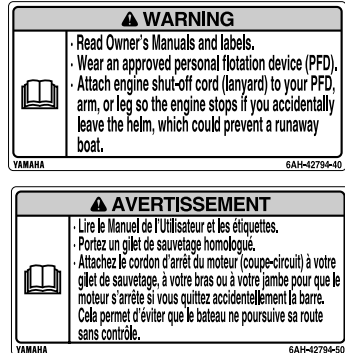 ⚠ WARNING
· Read Owner's Manuals and labels.
· Wear an approved personal flotation device (PFD).
· Attach engine shut-off cord (lanyard) to your PFD,
arm, or leg so the engine stops if you accidentally
leave the helm, which could prevent a runaway
boat.
YAMAHA 6AH-42794-40
⚠ AVERTISSEMENT
· Lire le Manuel de l'Utilisateur et les étiquettes.
· Portez un gilet de sauvetage homologué.
· Attachez le cordon d'arrêt du moteur (coupe-circuit) à votre
gilet de sauvetage, à votre bras ou à votre jambe pour que le
moteur s'arrête si vous quittez accidentellement la barre.
Cela permet d'éviter que le bateau ne poursuive sa route
sans contrôle.
YAMAHA 6AH-42794-50